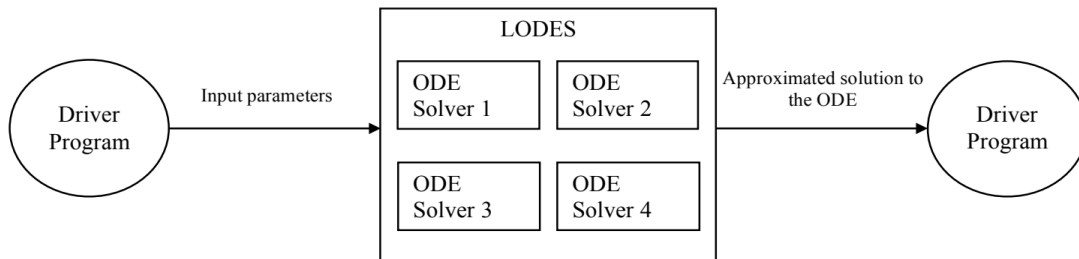 LODES
Driver
Program
Input parameters
ODE
Solver 1
ODE
Solver 2
ODE
Solver 3
ODE
Solver 4
Approximated solution to
the ODE
Driver
Program